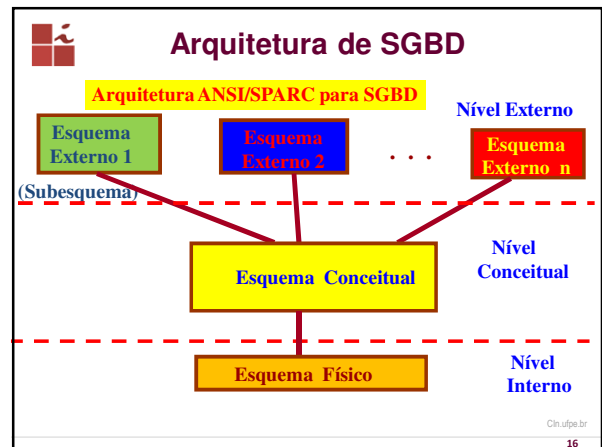 Arquitetura de SGBD
Arquitetura ANSI/SPARC para SGBD
Nível Externo
Esquema
Externo 1
Esquema
Externo 2
. . .
Esquema
Externo n
(Subesquema)
Nível
Conceitual
Esquema Conceitual
Esquema Físico
Nível
Interno
CIn.ufpe.br
16